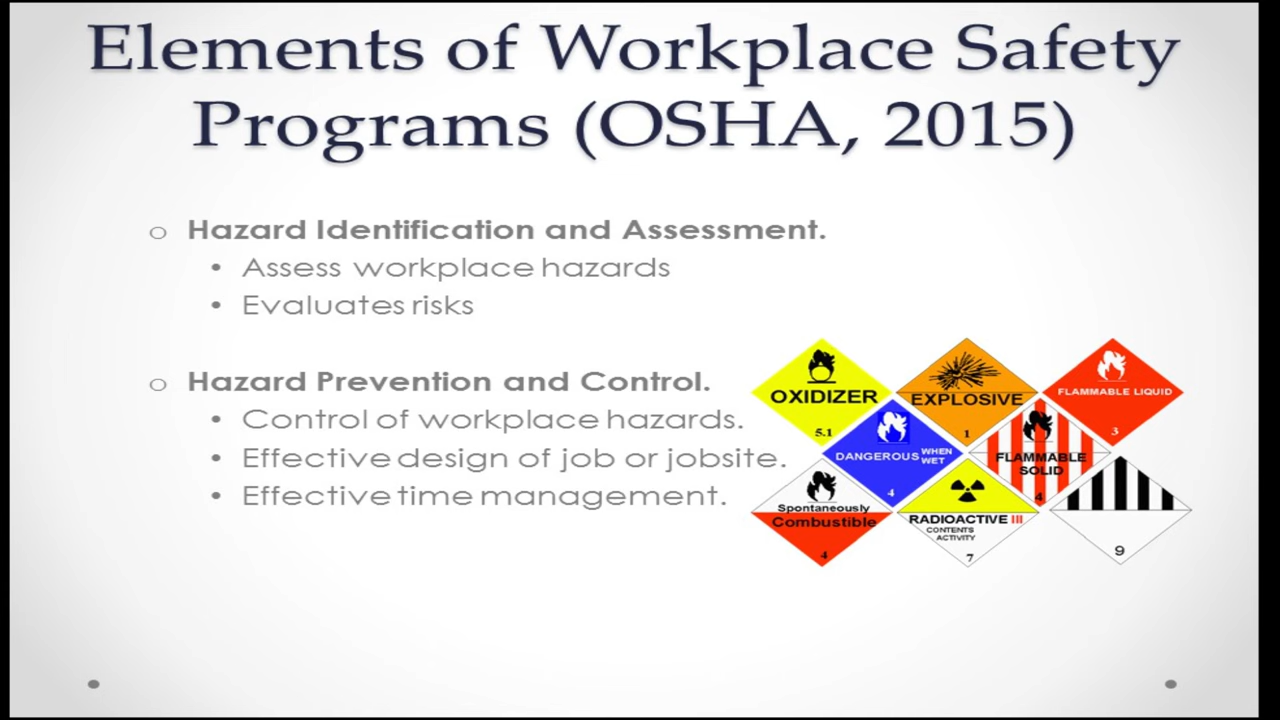 Elements of Workplace Safety
Programs (OSHA, 2015)
o Hazard Identification and Assessment.
• Assess workplace hazards
• Evaluates risks
o Hazard Prevention and Control.
• Control of workplace hazards.
• Effective design of job or jobsite.
• Effective time management.
OXIDIZER
5.1
EXPLOSIVE
1
FLAMMABLE LIQUID
3
DANGEROUS WHEN
WET
4
FLAMMABLE
SOLID
4
Spontaneously
Combustible
4
RADIOACTIVE III
CONTENTS
ACTIVITY
7
9